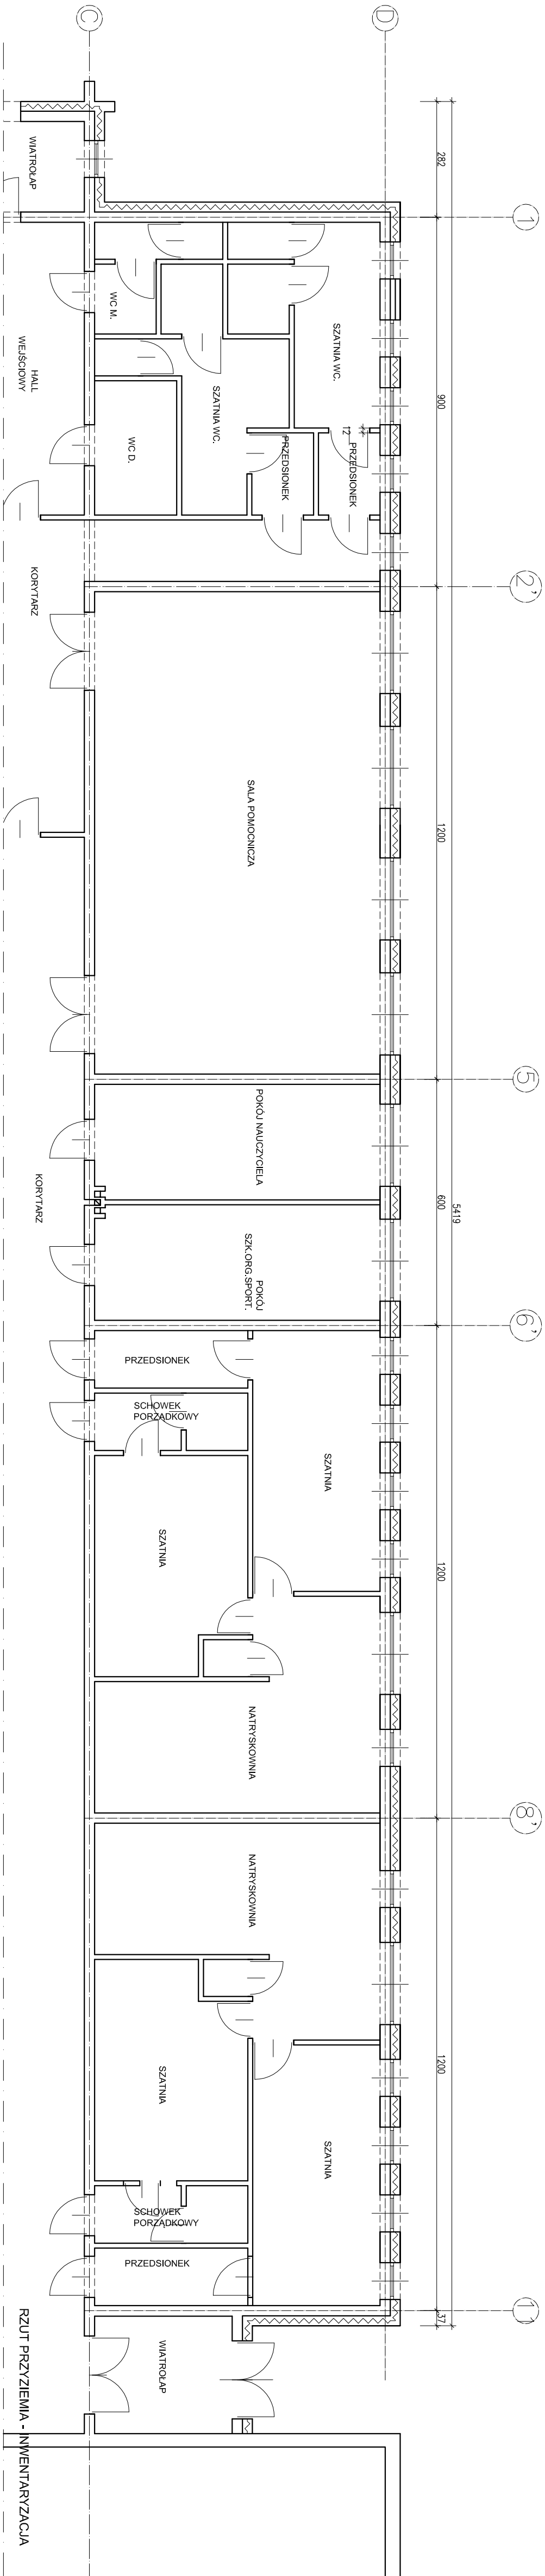 C
D
1
2'
5
6'
8'
11
5419
282
900
1200
600
1200
1200
37
WIATROŁAP
HALL
WEJŚCIOWY
WC M.
SZATNIA WC.
SZATNIA WC.
WC D.
PRZEDSIONEK
PRZEDSIONEK
12
KORYTARZ
SALA POMOCNICZA
POKÓJ NAUCZYCIELA
KORYTARZ
POKÓJ
SZK.ORG.SPORT.
PRZEDSIONEK
SCHOWEK
PORZĄDKOWY
SZATNIA
SZATNIA
NATRYSKOWNIA
NATRYSKOWNIA
SZATNIA
SZATNIA
SCHOWEK
PORZĄDKOWY
PRZEDSIONEK
WIATROŁAP
RZUT PRZYZIEMIA - INWENTARYZACJA